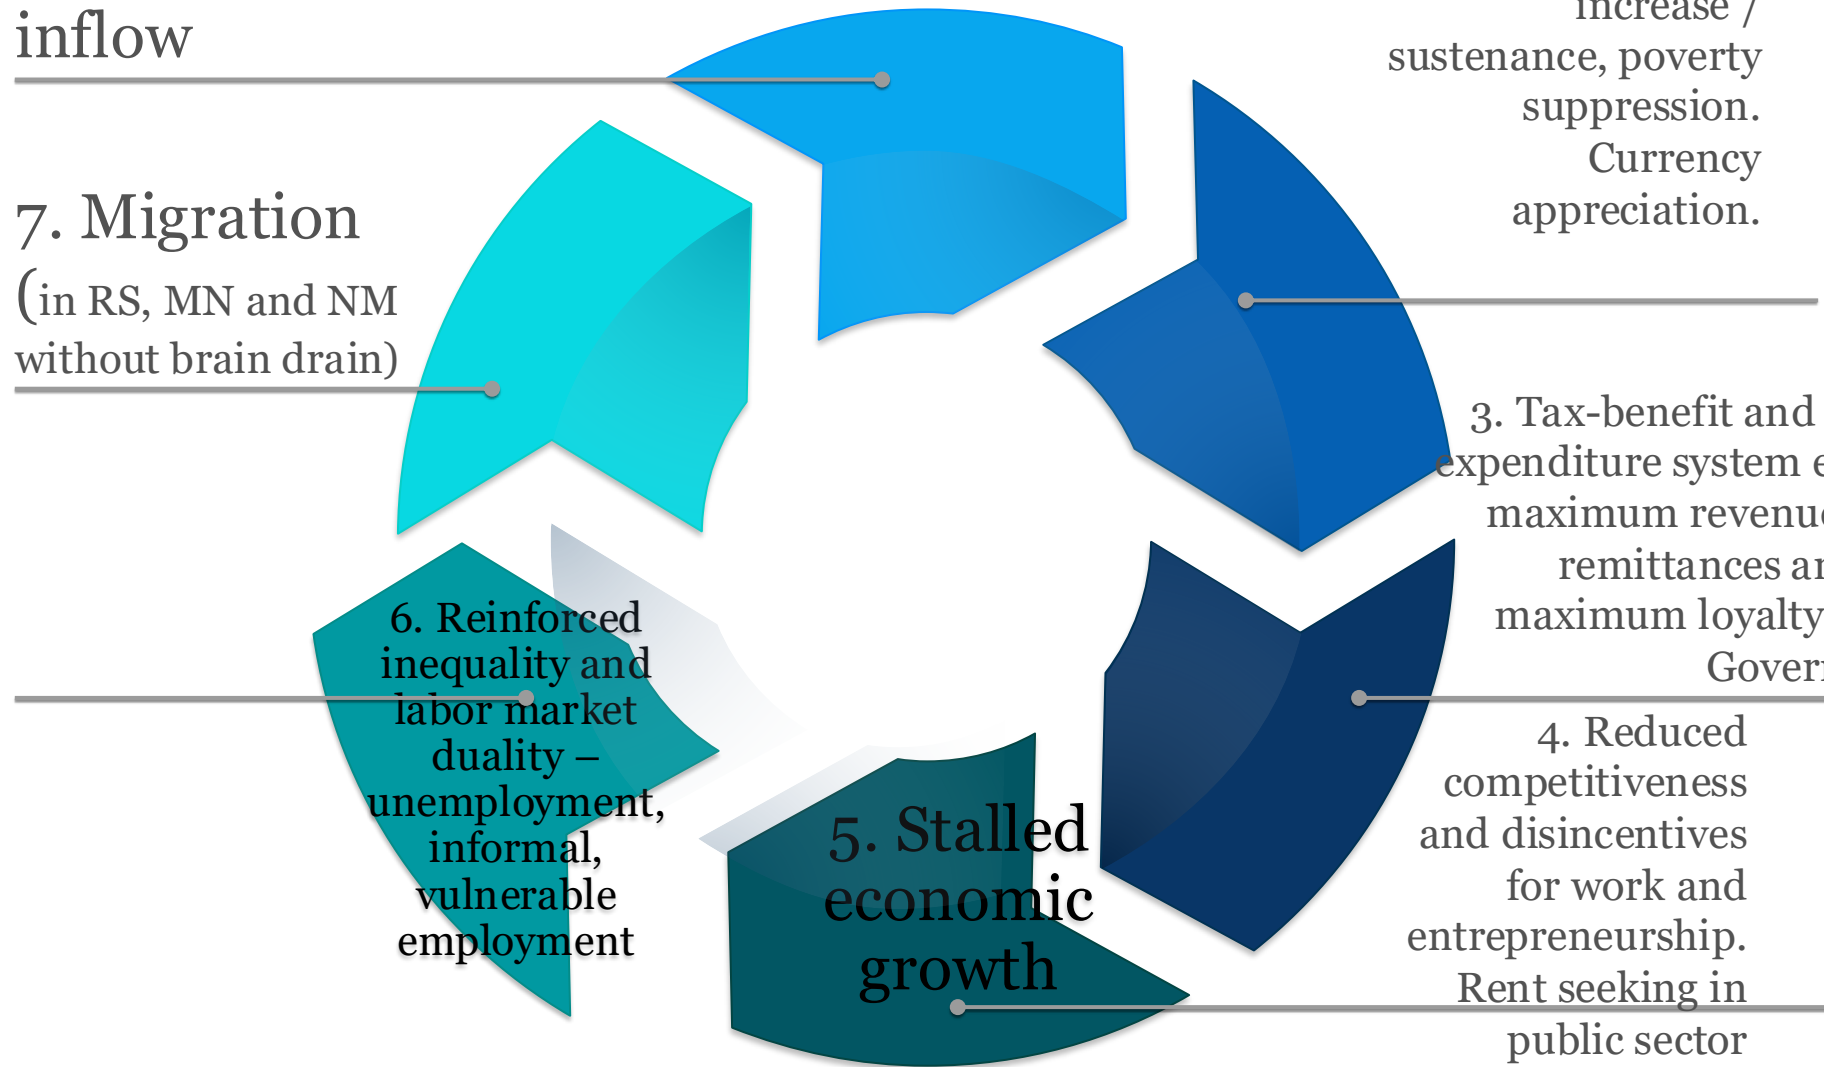 inflow
increase /
sustenance, poverty
suppression.
Currency
appreciation.
7. Migration
(in RS, MN and NM
without brain drain)
3. Tax-benefit and
expenditure system
maximum
remittances
maximum loyalty
4. Reduced
competitiveness
and disincentives
for work and
entrepreneurship.
Rent seeking in
public sector
5. Stalled
economic
growth
6. Reinforced
inequality and
labor market
duality –
unemployment,
informal,
vulnerable
employment